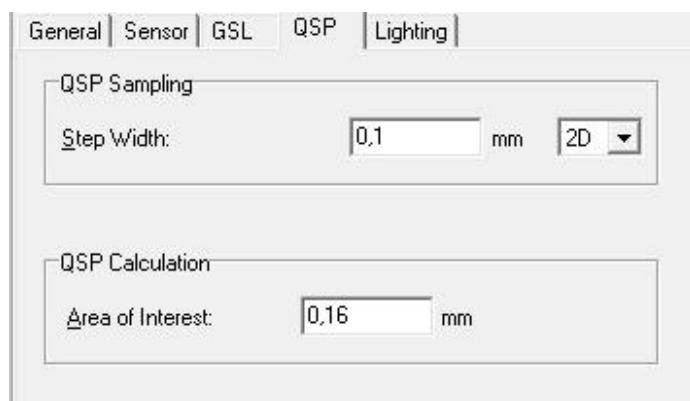 General Sensor GSL QSP Lighting
QSP Sampling
Step Width: 0,1 mm 2D
QSP Calculation
Area of Interest: 0,16 mm